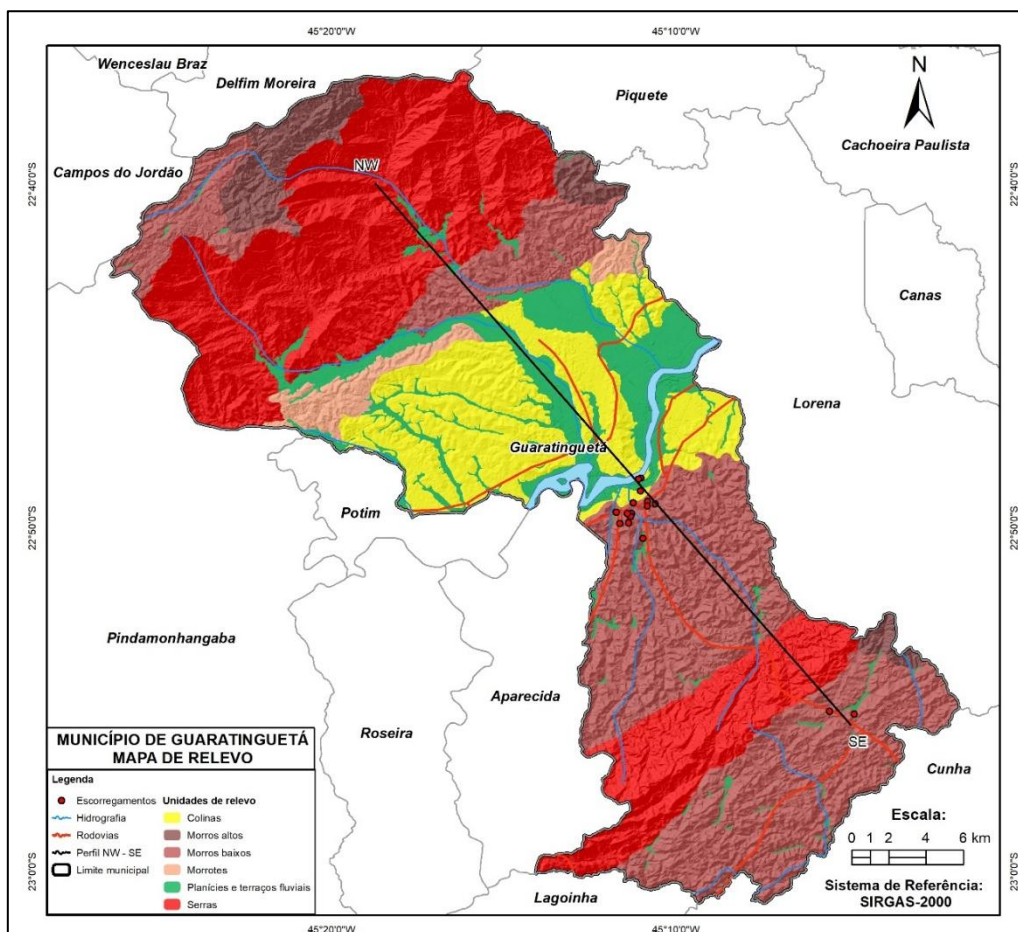 45°20'0"W
45°10'0"W
Wenceslau Braz
Delfim Moreira
Piquete
N
Cachoeira Paulista
Campos do Jordão
NW
22°40'0"S
22°40'0"S
Canas
Lorena
Guaratinguetá
Potim
22°50'0"S
22°50'0"S
Pindamonhangaba
Aparecida
Roseira
SE
Cunha
MUNICÍPIO DE GUARATINGUETÁ
MAPA DE RELEVO
Legenda
Escorregamentos
Hidrografia
Rodovias
Perfil NW - SE
Limite municipal
Unidades de relevo
Colinas
Morros altos
Morros baixos
Morrotes
Planícies e terraços fluviais
Serras
Escala:
0 1 2 4 6 km
Sistema de Referência:
SIRGAS-2000
Lagoinha
23°0'0"S
23°0'0"S
45°20'0"W
45°10'0"W